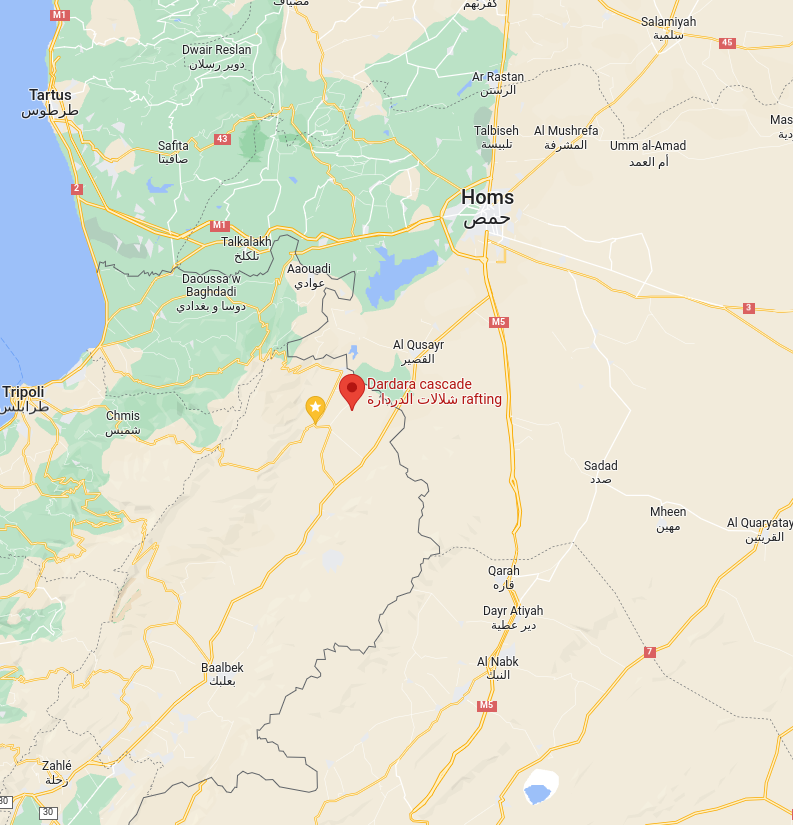 مصياف
كفربهم
M1
Salamiyah
سلمية
45
Dwair Reslan
دوير رسلان
Ar Rastan
الرستن
Tartus
طرطوس
43
Talbiseh
تلبيسة
Al Mushrefa
المشرفة
Umm al-Amad
أم العمد
Mas
Safita
صافيتا
2
Homs
حمص
M1
Talkalakh
تلكلخ
Aaouadi
عوادي
Daoussa w
Baghdadi
دوسا و بغدادي
3
M5
Al Qusayr
القصير
Dardara cascade
شلالات الدردارة rafting
Tripoli
طرابلس
Chmis
شميس
Sadad
صدد
Mheen
مهين
Al Quaryatay
القريتين
Qarah
قارة
Dayr Atiyah
دير عطية
7
Al Nabk
النبك
Baalbek
بعلبك
M5
Zahlé
زحلة
30
30